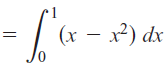 = ∫₀¹ (x − x²) dx